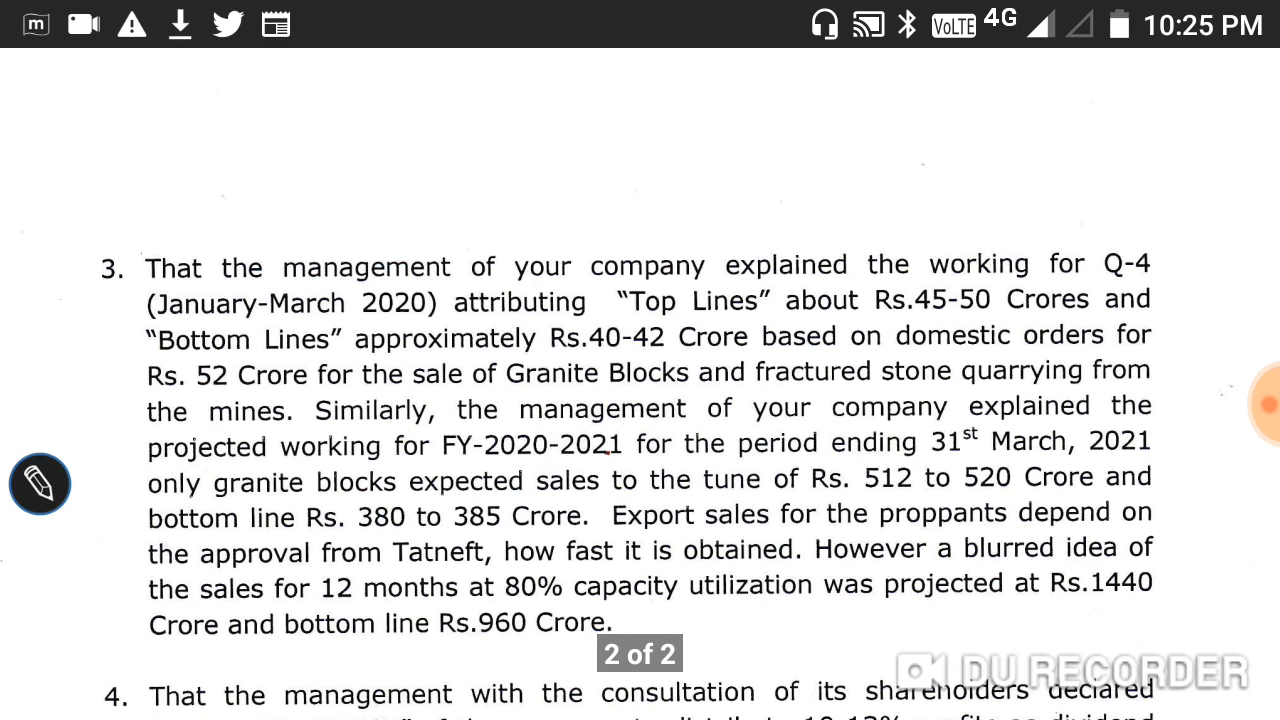 m VoLTE 4G 10:25 PM
3. That the management of your company explained the working for Q-4
(January-March 2020) attributing "Top Lines" about Rs.45-50 Crores and
"Bottom Lines" approximately Rs.40-42 Crore based on domestic orders for
Rs. 52 Crore for the sale of Granite Blocks and fractured stone quarrying from
the mines. Similarly, the management of your company explained the
projected working for FY-2020-2021 for the period ending 31st March, 2021
only granite blocks expected sales to the tune of Rs. 512 to 520 Crore and
bottom line Rs. 380 to 385 Crore. Export sales for the proppants depend on
the approval from Tatneft, how fast it is obtained. However a blurred idea of
the sales for 12 months at 80% capacity utilization was projected at Rs.1440
Crore and bottom line Rs.960 Crore.
2 of 2
DU RECORDER
4. That the management with the consultation of its shareholders declared